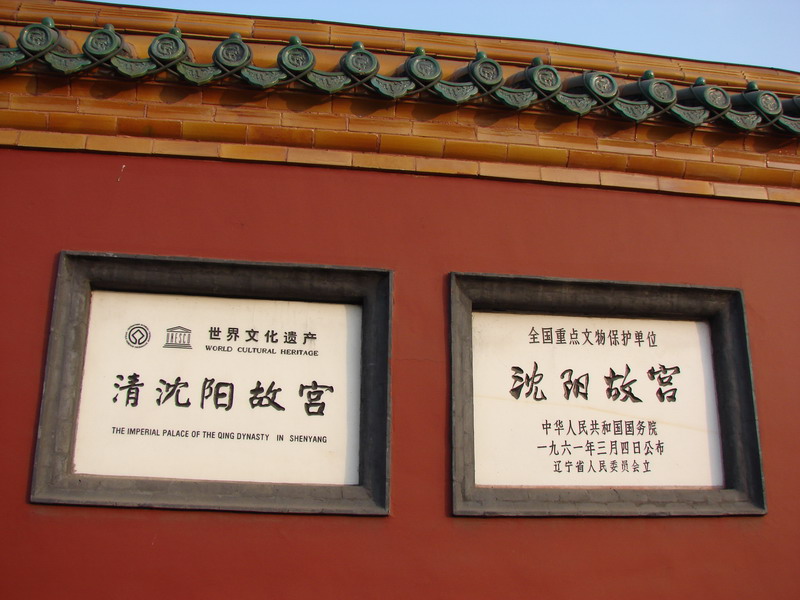 UNESCO
世界文化遗产
WORLD CULTURAL HERITAGE
清沈阳故宫
THE IMPERIAL PALACE OF THE QING DYNASTY IN SHENYANG
全国重点文物保护单位
沈阳故宫
中华人民共和国国务院
一九六一年三月四日公布
辽宁省人民委员会立